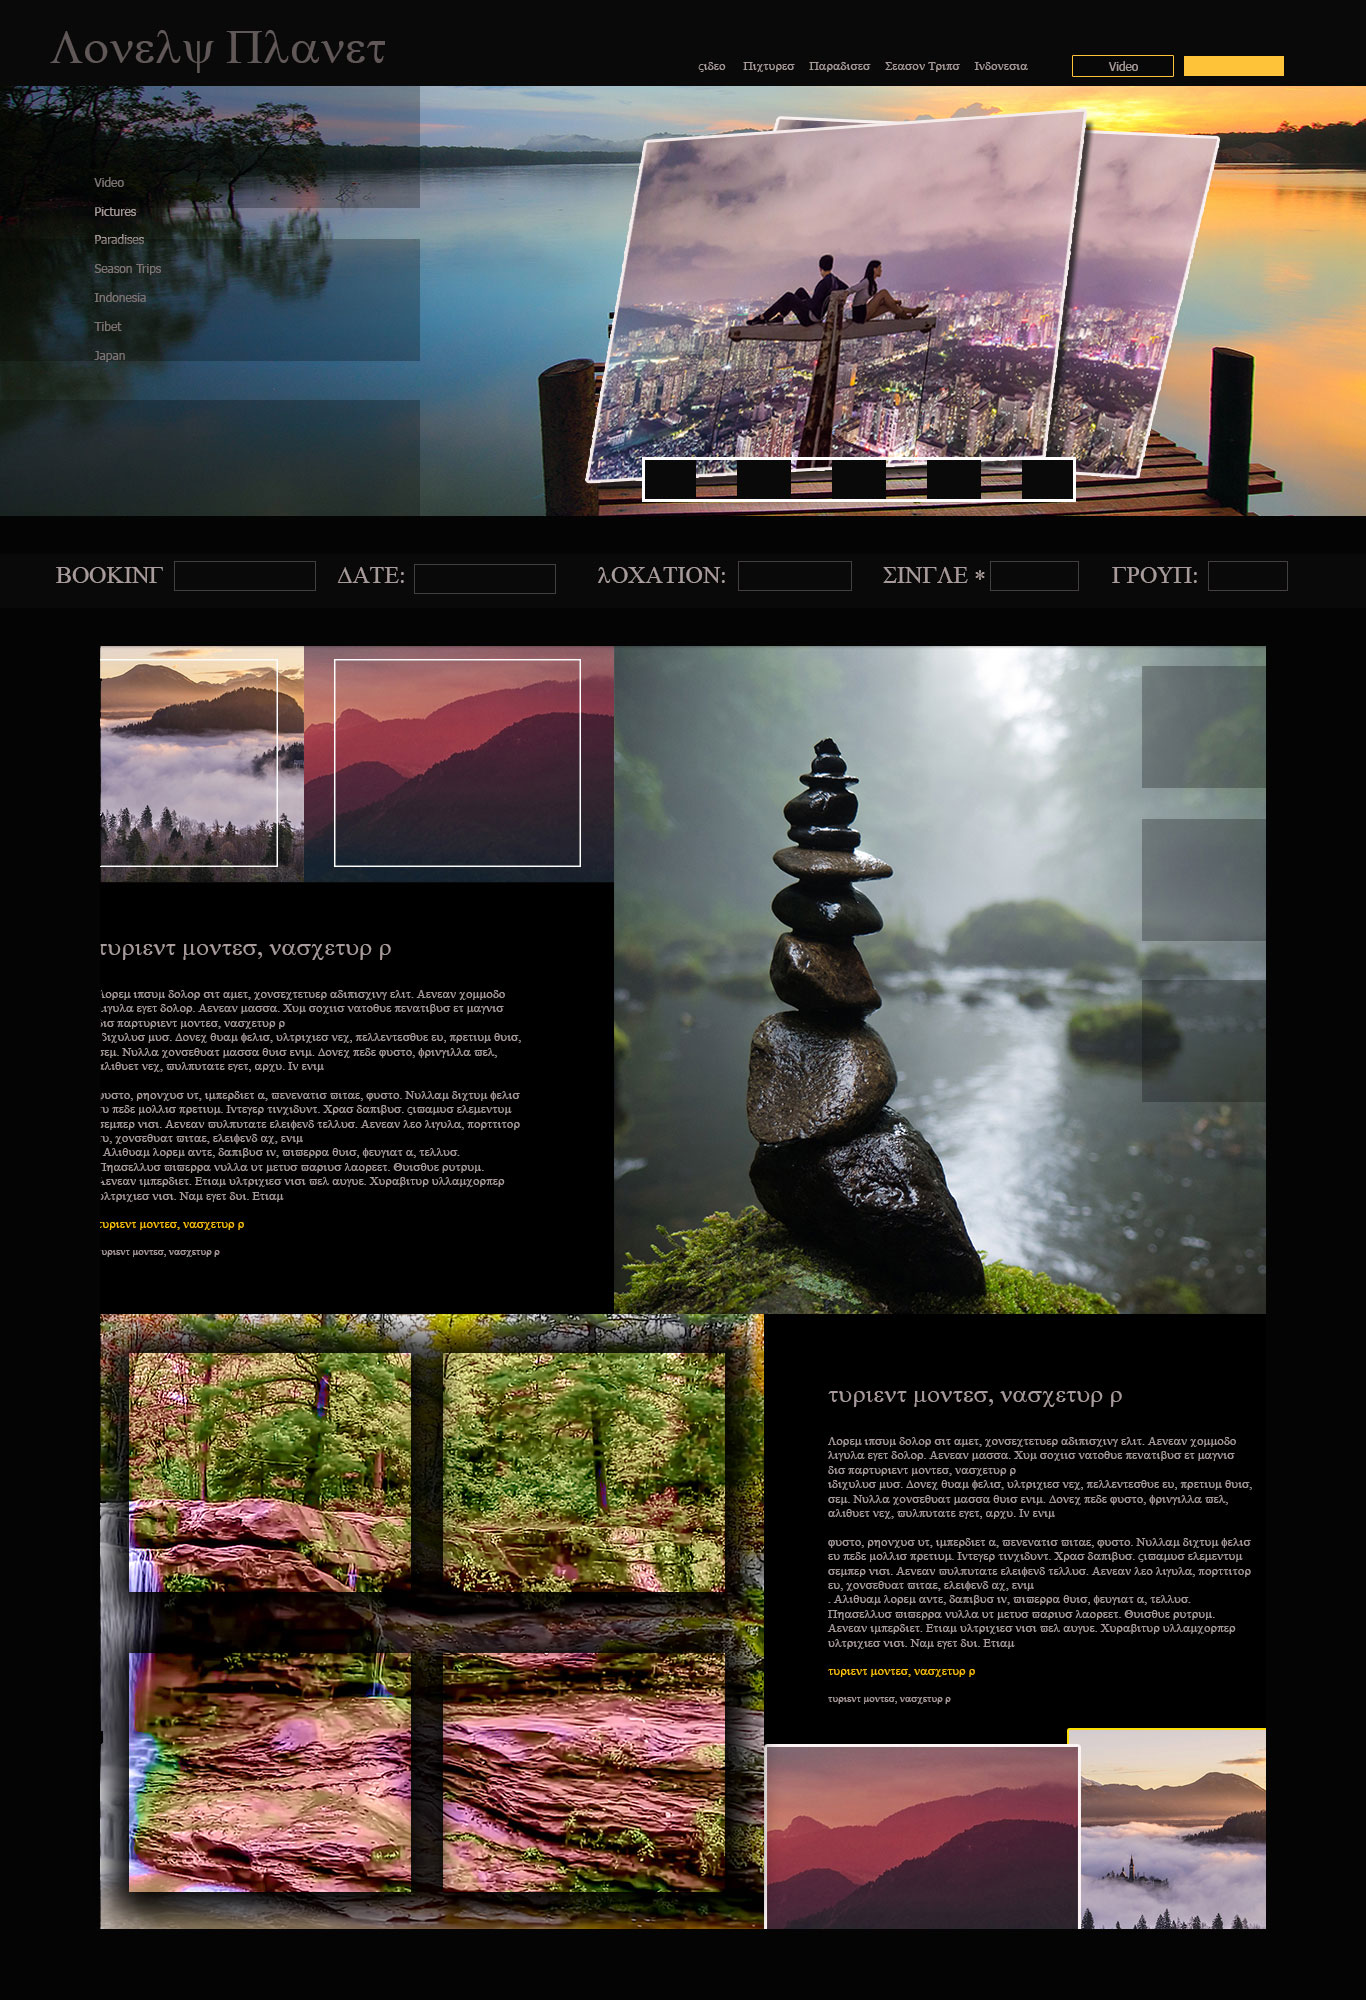 Λονελψ Πλανετ
ςιδεο Πιχτυρεσ Παραδισεσ Σεασον Τριπσ Ινδονεσια Video
Video
Pictures
Paradises
Season Trips
Indonesia
Tibet
Japan
ΒΟΟΚΙΝΓ ΔΑΤΕ: λΟΧΑΤΙΟΝ: ΣΙΝΓΛΕ * ΓΡΟΥΠ:
τυριεντ μοντεσ, νασχετυρ ρ
Λορεμ ιπσυμ δολορ σιτ αμετ, χονσεχτετυερ αδιπισχινγ ελιτ. Αενεαν χομμοδο
λιγυλα εγετ δολορ. Αενεαν μασσα. Χυμ σοχιισ νατοθυε πενατιβυσ ετ μαγνισ
δισ παρτυριεντ μοντεσ, νασχετυρ ρ
διχυλυσ μυσ. Δονεχ θυαμ φελισ, υλτριχιεσ νεχ, πελλεντεσθυε ευ, πρετιυμ θυισ,
σεμ. Νυλλα χονσεθυατ μασσα θυισ ενιμ. Δονεχ πεδε φυστο, φρινγιλλα ϖελ,
αλιθυετ νεχ, ϖυλπυτατε εγετ, αρχυ. Ιν ενιμ
φυστο, ρηονχυσ υτ, ιμπερδιετ α, ϖενενατισ ϖιταε, φυστο. Νυλλαμ διχτυμ φελισ
ευ πεδε μολλισ πρετιυμ. Ιντεγερ τινχιδυντ. Χρασ δαπιβυσ. ςιϖαμυσ ελεμεντυμ
σεμπερ νισι. Αενεαν ϖυλπυτατε ελειφενδ τελλυσ. Αενεαν λεο λιγυλα, πορττιτορ
ευ, χονσεθυατ ϖιταε, ελειφενδ αχ, ενιμ
Αλιθυαμ λορεμ αντε, δαπιβυσ ιν, ϖιϖερρα θυισ, φευγιατ α, τελλυσ.
Πηασελλυσ ϖιϖερρα νυλλα υτ μετυσ ϖαριυσ λαορεετ. Θυισθυε ρυτρυμ.
Αενεαν ιμπερδιετ. Ετιαμ υλτριχιεσ νισι ϖελ αυγυε. Χυραβιτυρ υλλαμχορπερ
υλτριχιεσ νισι. Ναμ εγετ δυι. Ετιαμ
τυριεντ μοντεσ, νασχετυρ ρ
τυριεντ μοντεσ, νασχετυρ ρ
τυριεντ μοντεσ, νασχετυρ ρ
Λορεμ ιπσυμ δολορ σιτ αμετ, χονσεχτετυερ αδιπισχινγ ελιτ. Αενεαν χομμοδο
λιγυλα εγετ δολορ. Αενεαν μασσα. Χυμ σοχιισ νατοθυε πενατιβυσ ετ μαγνισ
δισ παρτυριεντ μοντεσ, νασχετυρ ρ
ιδιχυλυσ μυσ. Δονεχ θυαμ φελισ, υλτριχιεσ νεχ, πελλεντεσθυε ευ, πρετιυμ θυισ,
σεμ. Νυλλα χονσεθυατ μασσα θυισ ενιμ. Δονεχ πεδε φυστο, φρινγιλλα ϖελ,
αλιθυετ νεχ, ϖυλπυτατε εγετ, αρχυ. Ιν ενιμ
φυστο, ρηονχυσ υτ, ιμπερδιετ α, ϖενενατισ ϖιταε, φυστο. Νυλλαμ διχτυμ φελισ
ευ πεδε μολλισ πρετιυμ. Ιντεγερ τινχιδυντ. Χρασ δαπιβυσ. ςιϖαμυσ ελεμεντυμ
σεμπερ νισι. Αενεαν ϖυλπυτατε ελειφενδ τελλυσ. Αενεαν λεο λιγυλα, πορττιτορ
ευ, χονσεθυατ ϖιταε, ελειφενδ αχ, ενιμ
. Αλιθυαμ λορεμ αντε, δαπιβυσ ιν, ϖιϖερρα θυισ, φευγιατ α, τελλυσ.
Πηασελλυσ ϖιϖερρα νυλλα υτ μετυσ ϖαριυσ λαορεετ. Θυισθυε ρυτρυμ.
Αενεαν ιμπερδιετ. Ετιαμ υλτριχιεσ νισι ϖελ αυγυε. Χυραβιτυρ υλλαμχορπερ
υλτριχιεσ νισι. Ναμ εγετ δυι. Ετιαμ
τυριεντ μοντεσ, νασχετυρ ρ
τυριεντ μοντεσ, νασχετυρ ρ